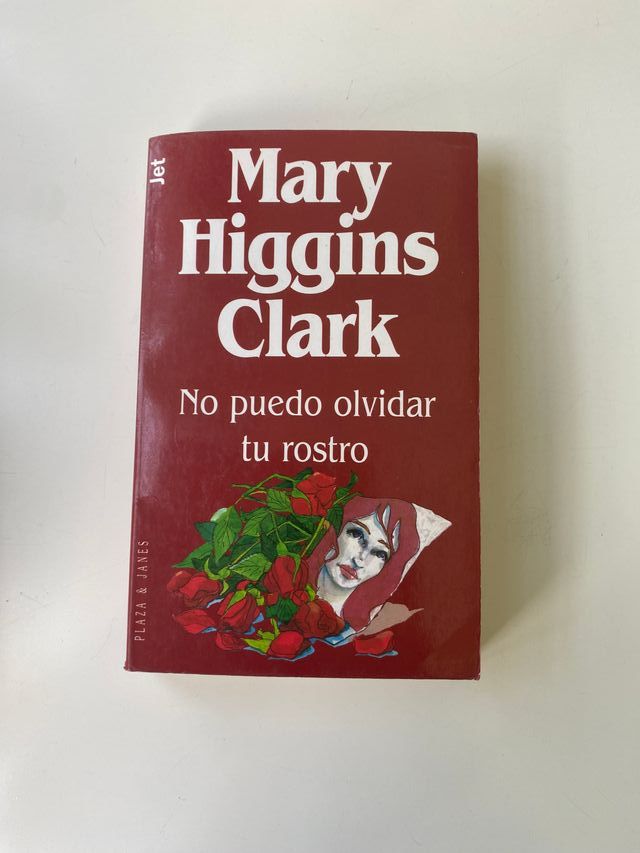 Jet
Mary
Higgins
Clark
No puedo olvidar
tu rostro
PLAZA & JANES